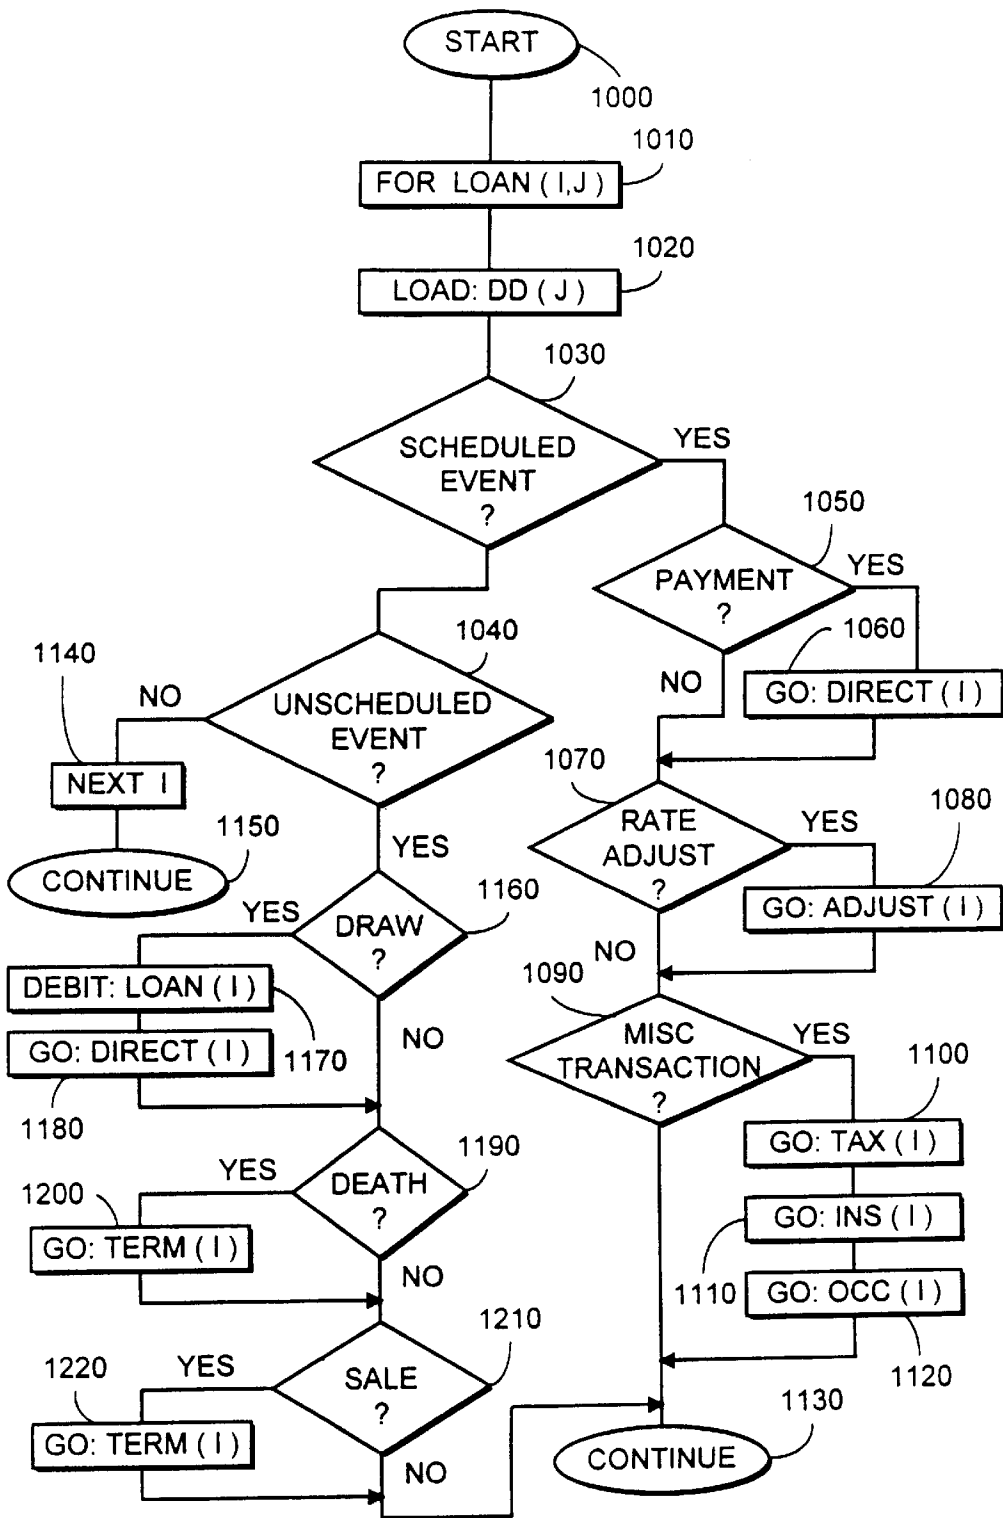 START
1000
1010
FOR LOAN ( I,J )
1020
LOAD: DD ( J )
1030
SCHEDULED
EVENT
?
YES
1050
PAYMENT
?
YES
1060
GO: DIRECT ( I )
NO
1040
UNSCHEDULED
EVENT
?
NO
1140
NEXT I
1150
CONTINUE
YES
1070
RATE
ADJUST
?
YES
1080
GO: ADJUST ( I )
NO
1160
DRAW
?
YES
DEBIT: LOAN ( I )
1170
GO: DIRECT ( I )
1180
NO
1090
MISC
TRANSACTION
?
YES
1100
GO: TAX ( I )
GO: INS ( I )
1110
GO: OCC ( I )
1120
1190
DEATH
?
YES
1200
GO: TERM ( I )
NO
1210
SALE
?
YES
1220
GO: TERM ( I )
NO
1130
CONTINUE